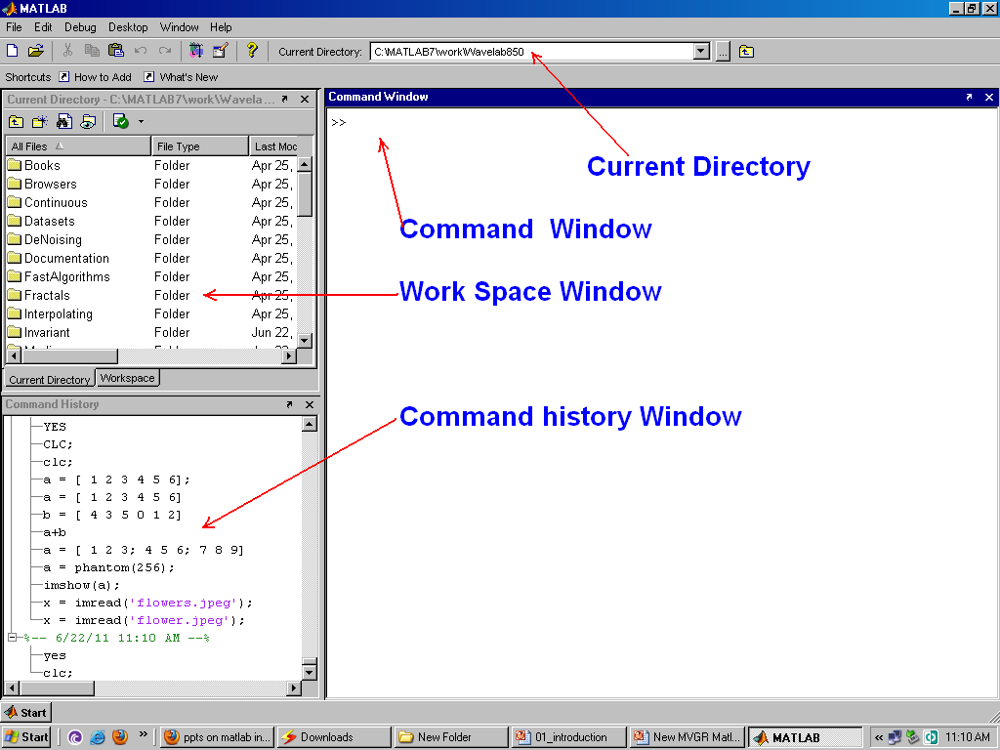 MATLAB
File Edit Debug Desktop Window Help
Current Directory: C:\MATLAB7\work\Wavelab850 ...
Shortcuts How to Add What's New
Current Directory - C:\MATLAB7\work\Wavela...
All Files File Type Last Moc
Books Folder Apr 25,
Browsers Folder Apr 25,
Continuous Folder Apr 25,
Datasets Folder Apr 25,
DeNoising Folder Apr 25,
Documentation Folder Apr 25,
FastAlgorithms Folder Apr 25,
Fractals Folder Apr 25,
Interpolating Folder Apr 25,
Invariant Folder Jun 22,
Current Directory Workspace
Command History
YES
CLC;
clc;
a = [ 1 2 3 4 5 6];
a = [ 1 2 3 4 5 6]
b = [ 4 3 5 0 1 2]
a+b
a = [ 1 2 3; 4 5 6; 7 8 9]
a = phantom(256);
imshow(a);
x = imread('flowers.jpeg');
x = imread('flower.jpeg');
%-- 6/22/11 11:10 AM --%
yes
clc;
Command Window
>>
Current Directory
Command Window
Work Space Window
Command history Window
Start
Start » ppts on matlab in... Downloads New Folder 01_introduction New MVGR Matl... MATLAB « 11:10 AM